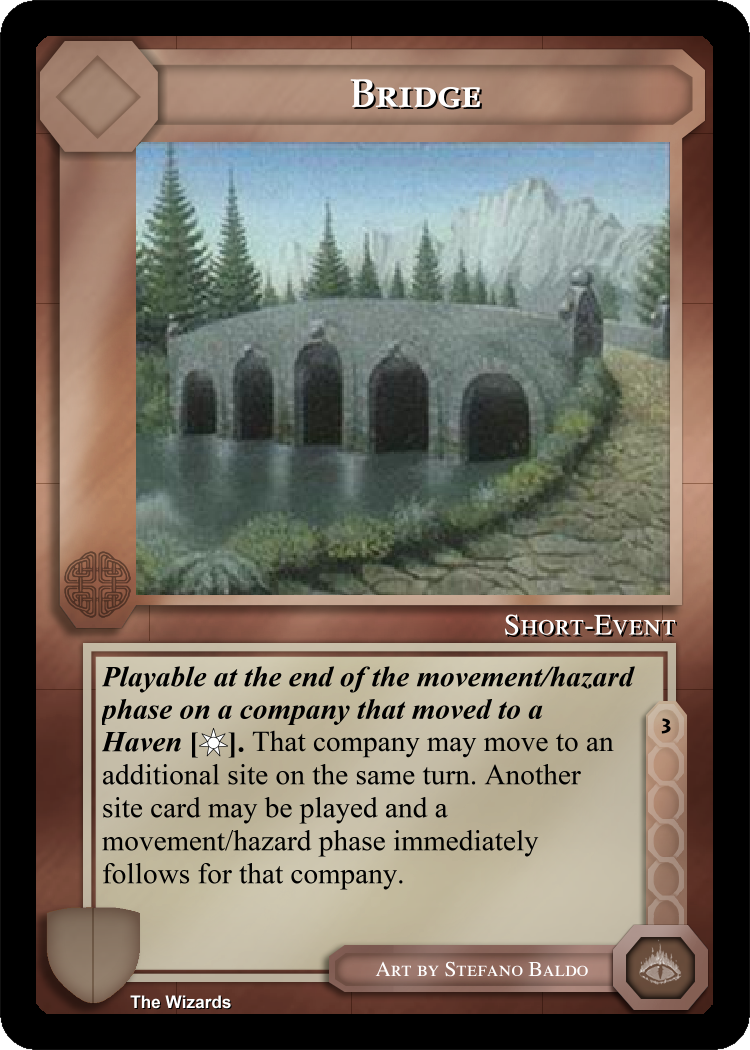 Bridge
Short-Event
Playable at the end of the movement/hazard
phase on a company that moved to a
Haven []. That company may move to an
additional site on the same turn. Another
site card may be played and a
movement/hazard phase immediately
follows for that company.
3
Art by Stefano Baldo
The Wizards